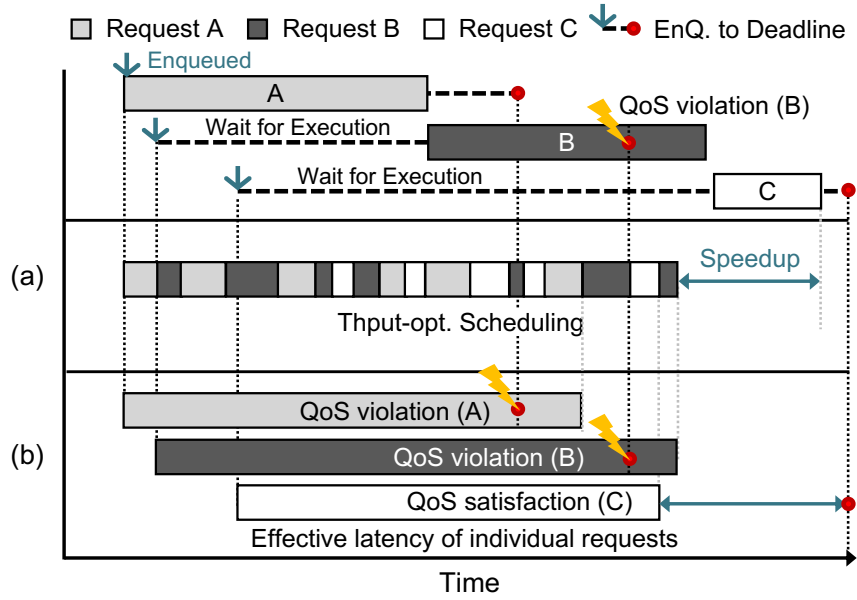 Request A Request B Request C EnQ. to Deadline
Enqueued
A
QoS violation (B)
Wait for Execution
B
Wait for Execution
C
(a)
Speedup
Thput-opt. Scheduling
QoS violation (A)
(b)
QoS violation (B)
QoS satisfaction (C)
Effective latency of individual requests
Time